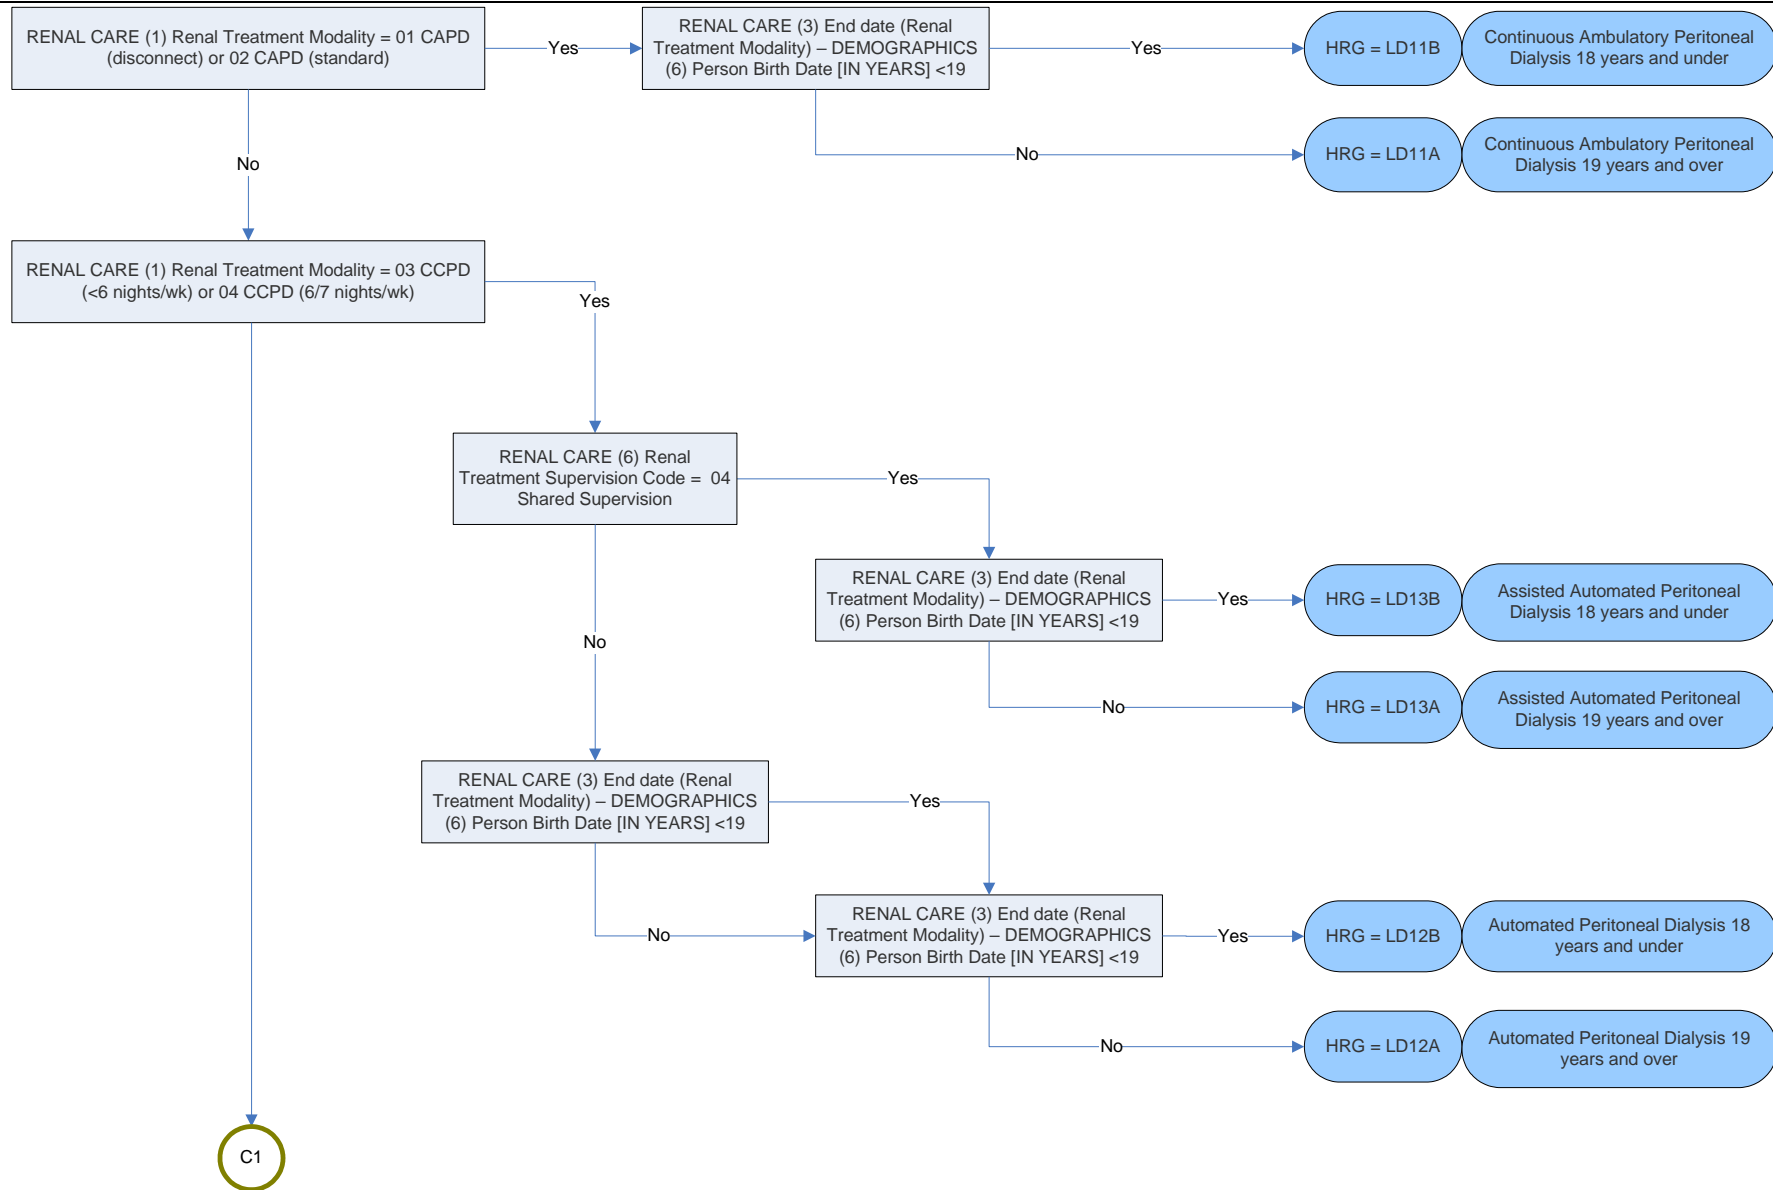 RENAL CARE (1) Renal Treatment Modality = 01 CAPD
(disconnect) or 02 CAPD (standard)
Yes
RENAL CARE (3) End date (Renal
Treatment Modality) – DEMOGRAPHICS
(6) Person Birth Date [IN YEARS] <19
Yes
HRG = LD11B
Continuous Ambulatory Peritoneal
Dialysis 18 years and under
No
No
HRG = LD11A
Continuous Ambulatory Peritoneal
Dialysis 19 years and over
RENAL CARE (1) Renal Treatment Modality = 03 CCPD
(<6 nights/wk) or 04 CCPD (6/7 nights/wk)
Yes
RENAL CARE (6) Renal
Treatment Supervision Code = 04
Shared Supervision
Yes
RENAL CARE (3) End date (Renal
Treatment Modality) – DEMOGRAPHICS
(6) Person Birth Date [IN YEARS] <19
Yes
HRG = LD13B
Assisted Automated Peritoneal
Dialysis 18 years and under
No
No
HRG = LD13A
Assisted Automated Peritoneal
Dialysis 19 years and over
RENAL CARE (3) End date (Renal
Treatment Modality) – DEMOGRAPHICS
(6) Person Birth Date [IN YEARS] <19
Yes
No
RENAL CARE (3) End date (Renal
Treatment Modality) – DEMOGRAPHICS
(6) Person Birth Date [IN YEARS] <19
Yes
HRG = LD12B
Automated Peritoneal Dialysis 18
years and under
No
HRG = LD12A
Automated Peritoneal Dialysis 19
years and over
C1